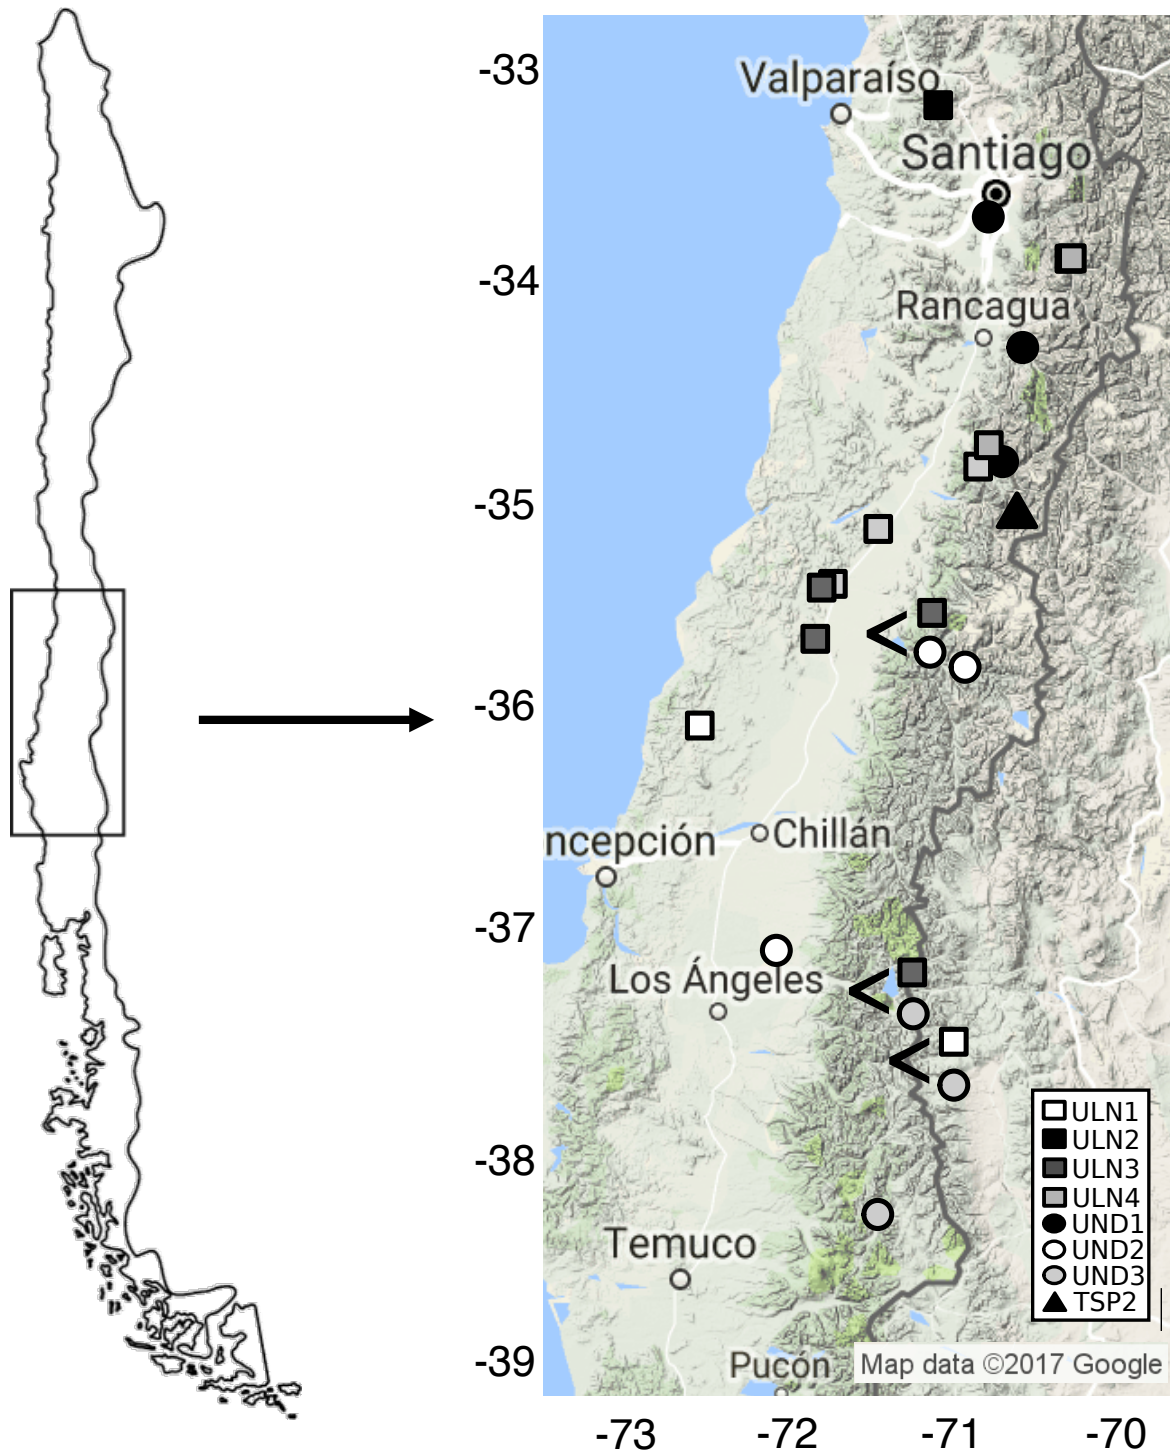 -33
-34
-35
-36
-37
-38
-39
Valparaíso
Santiago
Rancagua
ncepción
Chillán
Los Ángeles
Temuco
Pucón
ULN1
ULN2
ULN3
ULN4
UND1
UND2
UND3
TSP2
Map data ©2017 Google
-73 -72 -71 -70